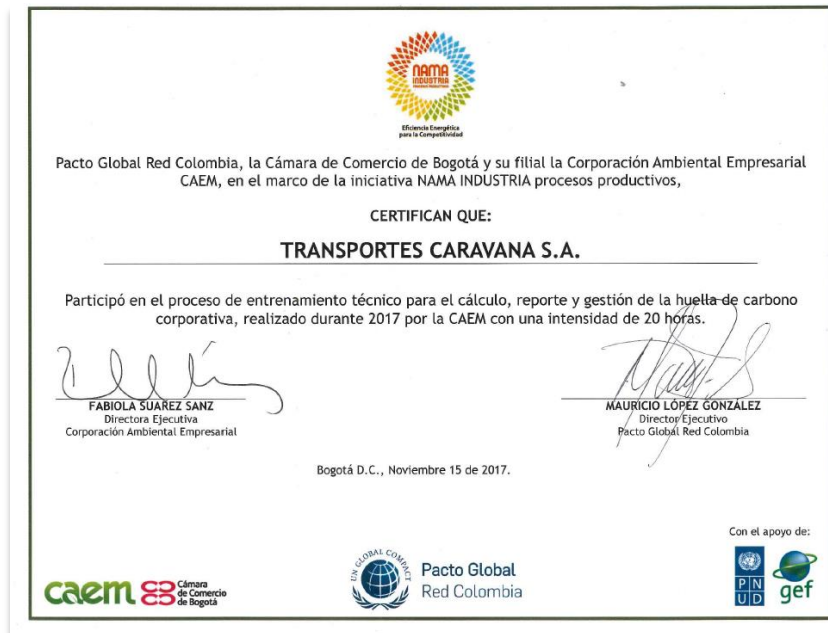 NAMA
INDUSTRIA
PROCESOS PRODUCTIVOS
Eficiencia Energética
para la Competitividad
Pacto Global Red Colombia, la Cámara de Comercio de Bogotá y su filial la Corporación Ambiental Empresarial
CAEM, en el marco de la iniciativa NAMA INDUSTRIA procesos productivos,
CERTIFICAN QUE:
TRANSPORTES CARAVANA S.A.
Participó en el proceso de entrenamiento técnico para el cálculo, reporte y gestión de la huella de carbono
corporativa, realizado durante 2017 por la CAEM con una intensidad de 20 horas.
FABIOLA SUAREZ SANZ
Directora Ejecutiva
Corporación Ambiental Empresarial
MAURICIO LÓPEZ GONZÁLEZ
Director Ejecutivo
Pacto Global Red Colombia
Bogotá D.C., Noviembre 15 de 2017.
Con el apoyo de:
caem
Cámara
de Comercio
de Bogotá
UN GLOBAL COMPACT
Pacto Global
Red Colombia
PN
UD
gef